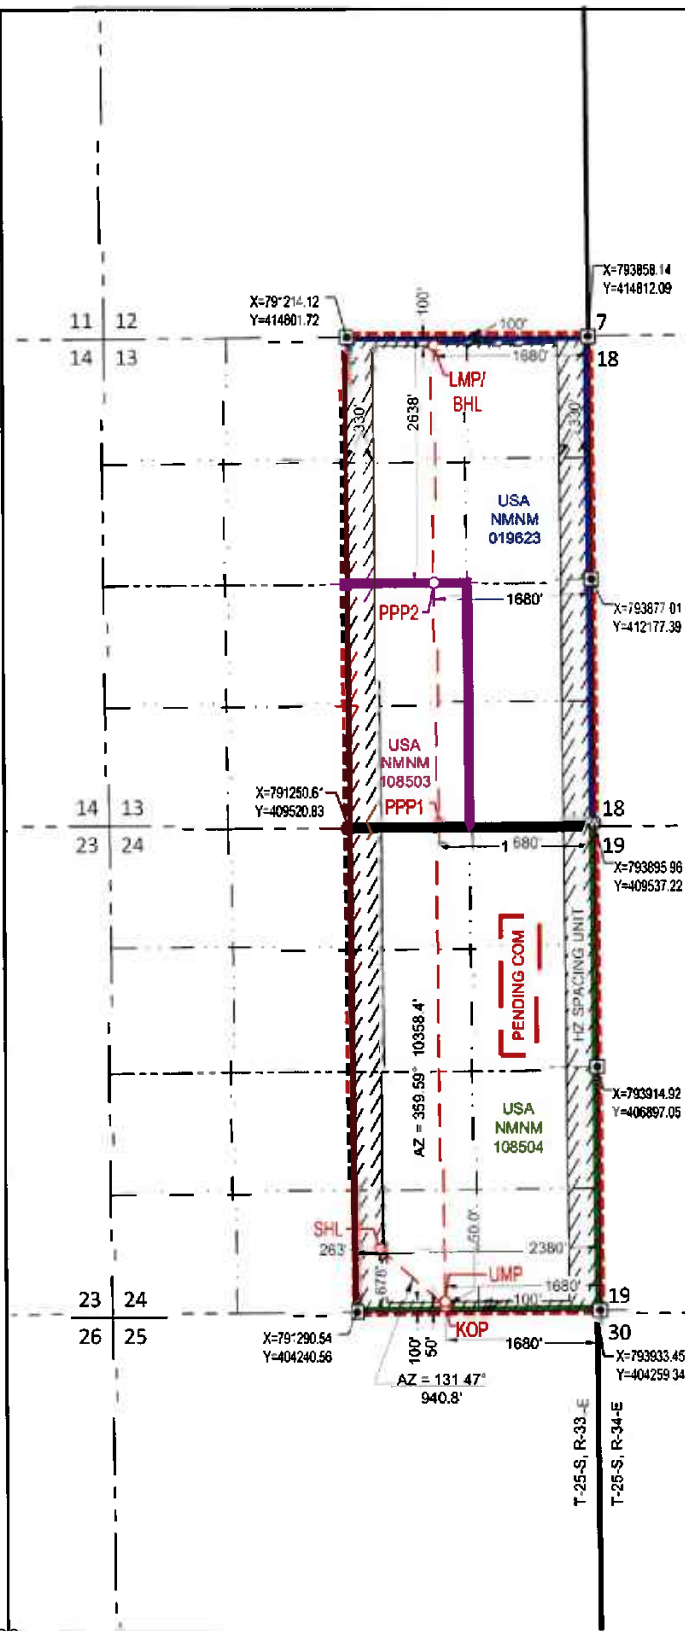 X=793858.14
Y=414812.09
X=79'214.12
Y=414801.72
100'
100'
11 12
7
14 13
18
1680'
LMP/
BHL
330'
2638'
330'
USA
NMNM
019623
PPP2
1680'
X=793877 01
Y=412177.39
USA
NMNM
108503
X=791250.6'
Y=409520.83
PPP1
14 13
18
23 24
19
1 680'
X=793895 96
Y=409537.22
PENDING COM
HZ SPACING UNIT
AZ = 359.59° 10358.4'
X=793914.92
Y=406897.05
USA
NMNM
108504
SHL
263'
50.0'
2380'
678'
UMP
1680'
100'
23 24
19
26 25
30
KOP
X=79'290.54
Y=404240.56
100'
50'
1680'
X=793933.45
Y=404259 34
AZ = 131 47°
940.8'
T-25-S, R-33-E
T-25-S, R-34-E